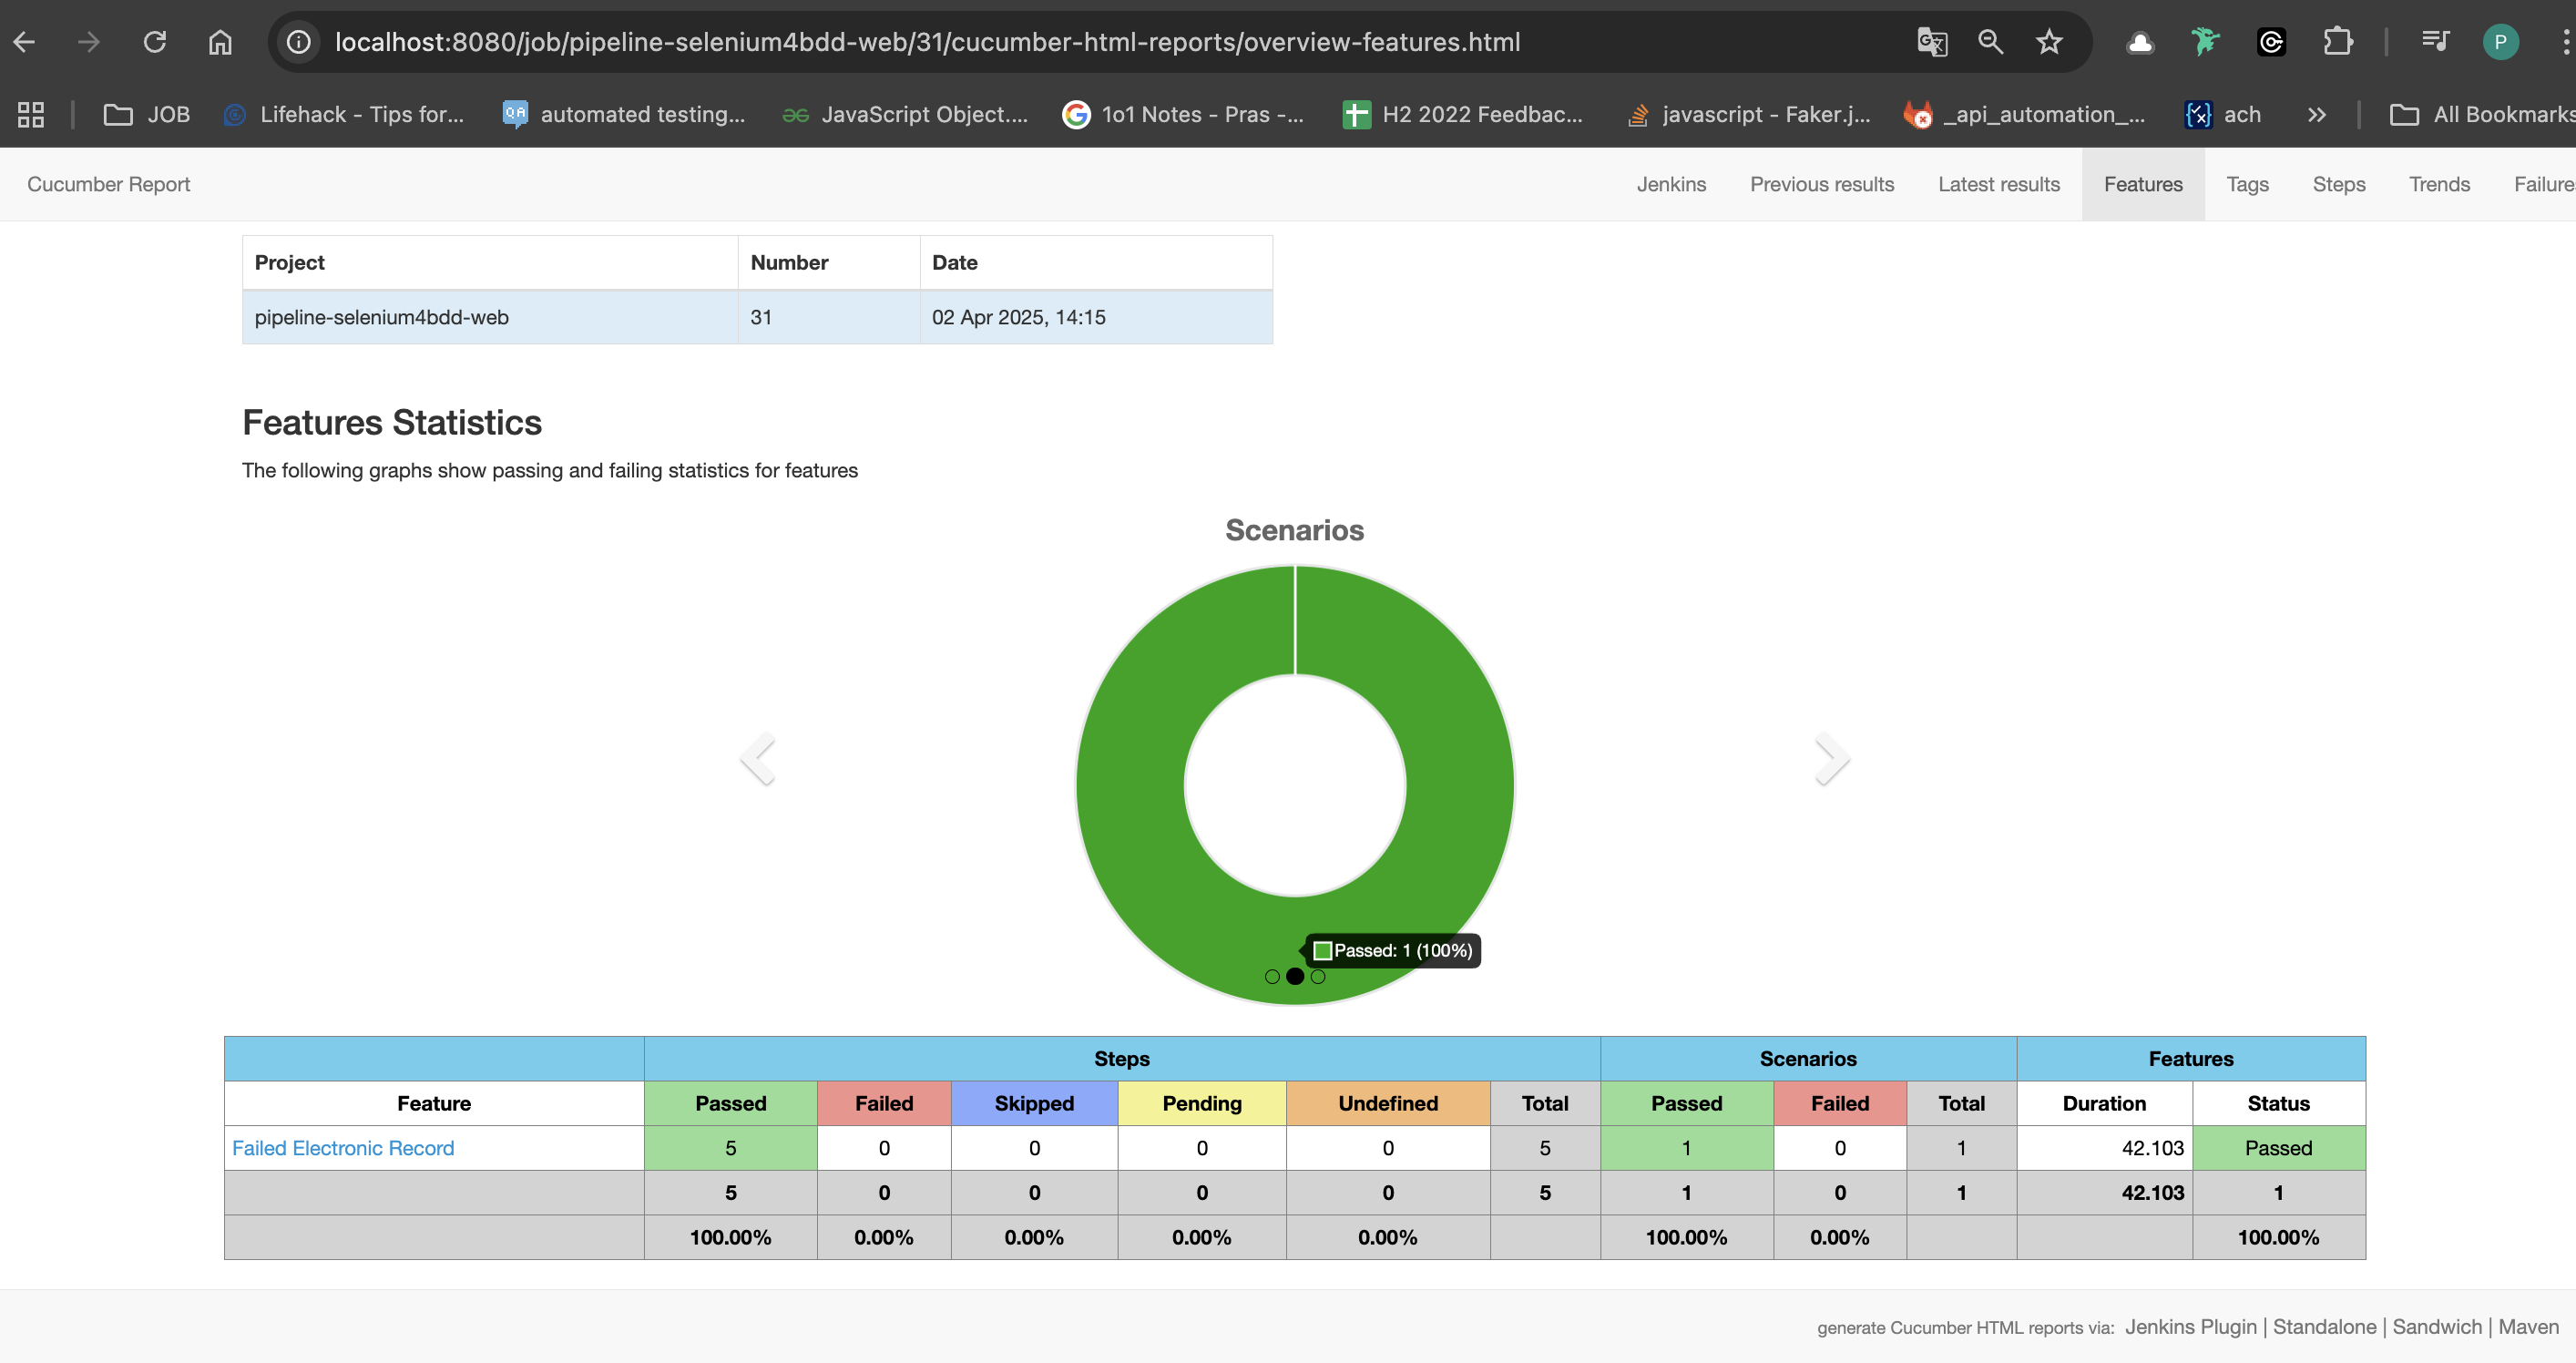 localhost:8080/job/pipeline-selenium4bdd-web/31/cucumber-html-reports/overview-features.html
P
JOB Lifehack - Tips for... QA automated testing... JavaScript Object.... 1o1 Notes - Pras -... H2 2022 Feedbac... javascript - Faker.j... _api_automation_... ach All Bookmarks
Cucumber Report Jenkins Previous results Latest results Features Tags Steps Trends Failure
Project Number Date
pipeline-selenium4bdd-web 31 02 Apr 2025, 14:15
Features Statistics
The following graphs show passing and failing statistics for features
Scenarios
Passed: 1 (100%)
Steps Scenarios Features
Feature Passed Failed Skipped Pending Undefined Total Passed Failed Total Duration Status
Failed Electronic Record 5 0 0 0 0 5 1 0 1 42.103 Passed
5 0 0 0 0 5 1 0 1 42.103 1
100.00% 0.00% 0.00% 0.00% 0.00% 100.00% 0.00% 100.00%
generate Cucumber HTML reports via: Jenkins Plugin | Standalone | Sandwich | Maven